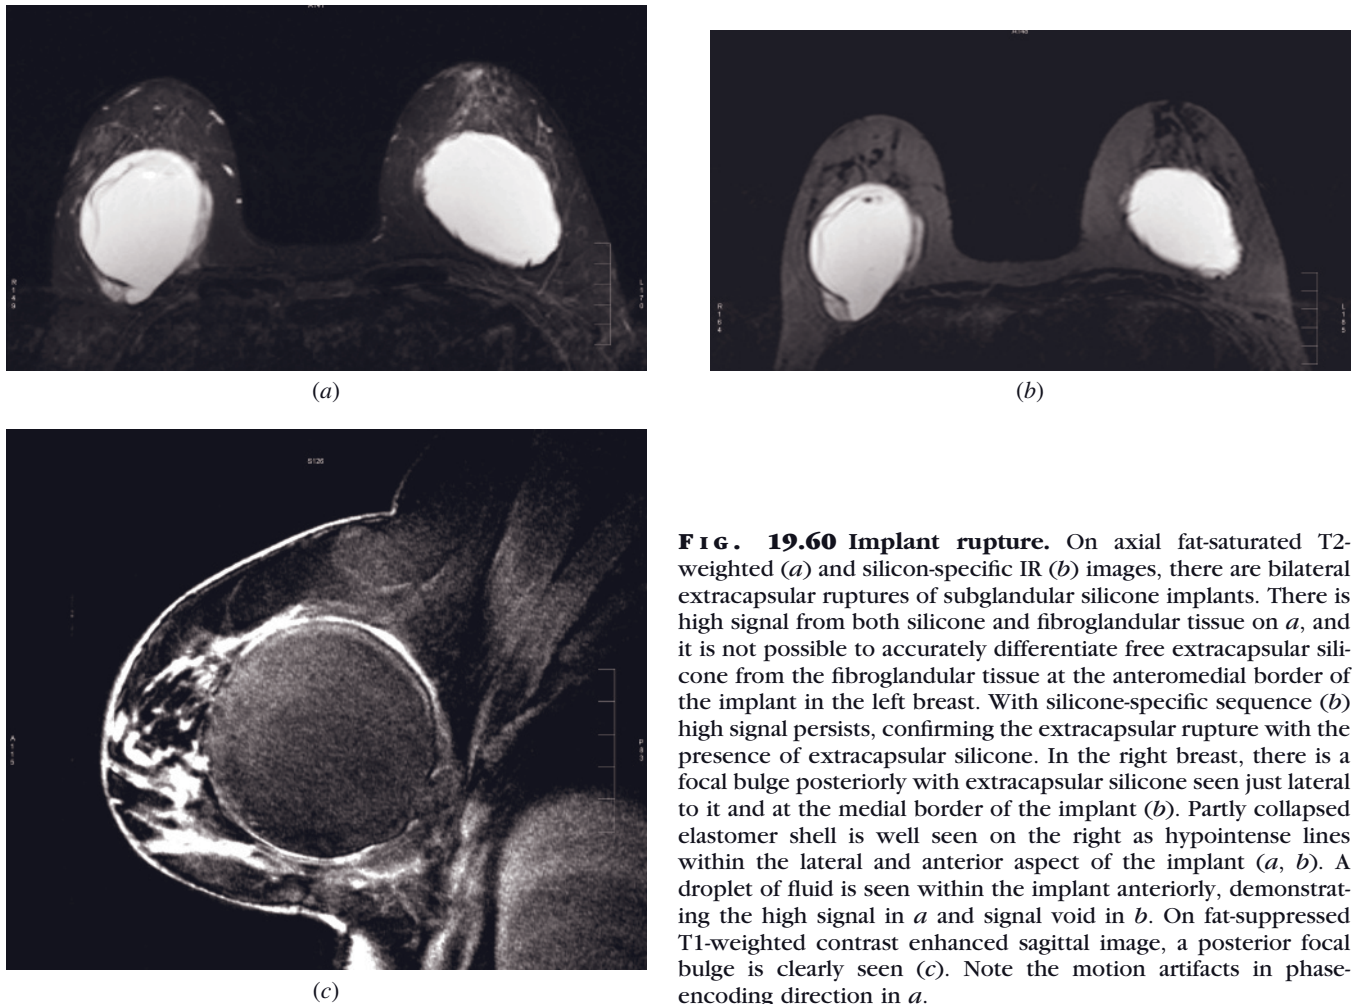 R149
L170
(a)
R164
L185
(b)
S126
A115
P83
(c)
FIG. 19.60 Implant rupture. On axial fat-saturated T2-
weighted (a) and silicon-specific IR (b) images, there are bilateral
extracapsular ruptures of subglandular silicone implants. There is
high signal from both silicone and fibroglandular tissue on a, and
it is not possible to accurately differentiate free extracapsular sili-
cone from the fibroglandular tissue at the anteromedial border of
the implant in the left breast. With silicone-specific sequence (b)
high signal persists, confirming the extracapsular rupture with the
presence of extracapsular silicone. In the right breast, there is a
focal bulge posteriorly with extracapsular silicone seen just lateral
to it and at the medial border of the implant (b). Partly collapsed
elastomer shell is well seen on the right as hypointense lines
within the lateral and anterior aspect of the implant (a, b). A
droplet of fluid is seen within the implant anteriorly, demonstrat-
ing the high signal in a and signal void in b. On fat-suppressed
T1-weighted contrast enhanced sagittal image, a posterior focal
bulge is clearly seen (c). Note the motion artifacts in phase-
encoding direction in a.